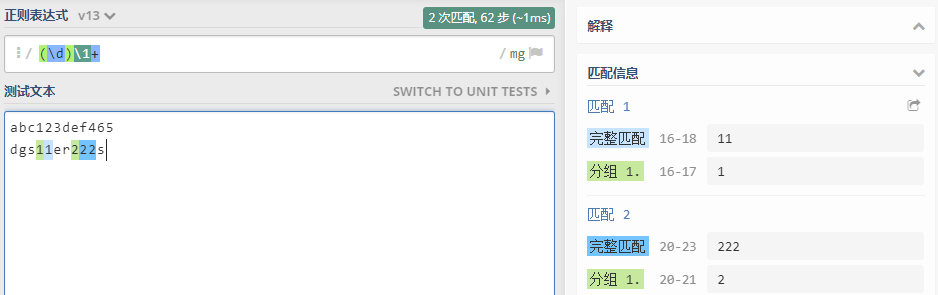 正则表达式 v13
2 次匹配, 62 步 (~1ms)
/ (\d)\1+ / mg
测试文本
SWITCH TO UNIT TESTS
abc123def465
dgs11er222s
解释
匹配信息
匹配 1
完整匹配 16-18 11
分组 1. 16-17 1
匹配 2
完整匹配 20-23 222
分组 1. 20-21 2